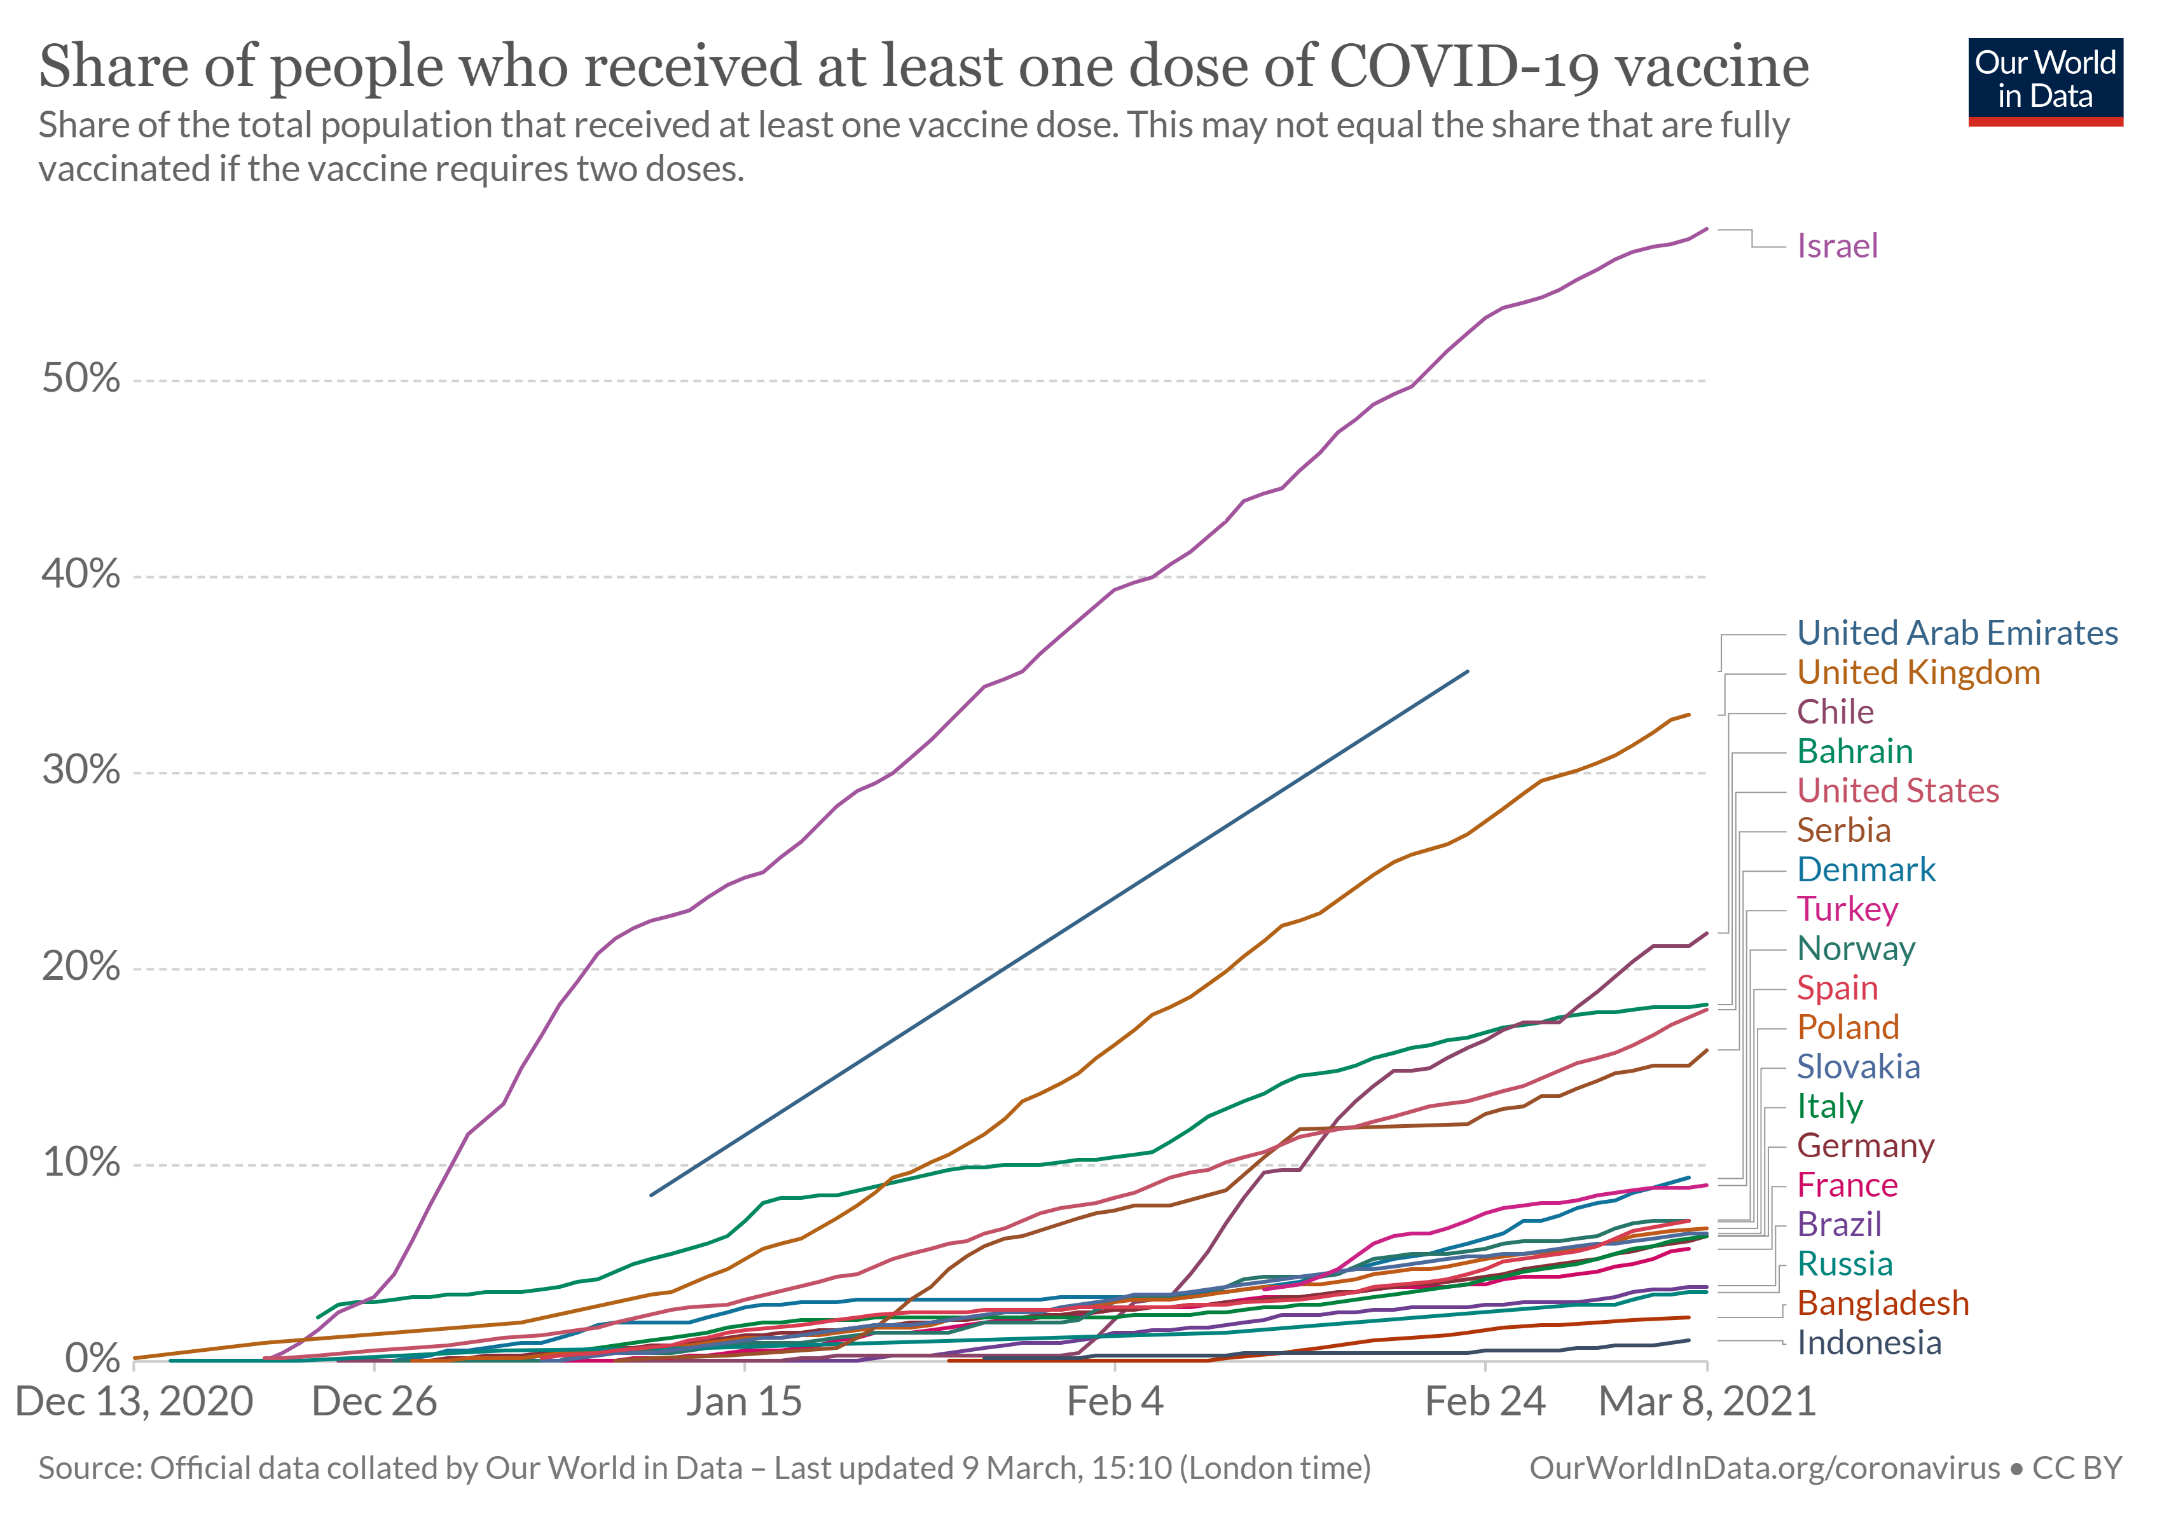 Share of people who received at least one dose of COVID-19 vaccine
Our World
in Data
Share of the total population that received at least one vaccine dose. This may not equal the share that are fully
vaccinated if the vaccine requires two doses.
Israel
50%
40%
United Arab Emirates
United Kingdom
Chile
30%
Bahrain
United States
Serbia
Denmark
Turkey
Norway
20%
Spain
Poland
Slovakia
Italy
Germany
10%
France
Brazil
Russia
Bangladesh
Indonesia
0%
Dec 13, 2020
Dec 26
Jan 15
Feb 4
Feb 24
Mar 8, 2021
Source: Official data collated by Our World in Data – Last updated 9 March, 15:10 (London time)
OurWorldInData.org/coronavirus • CC BY